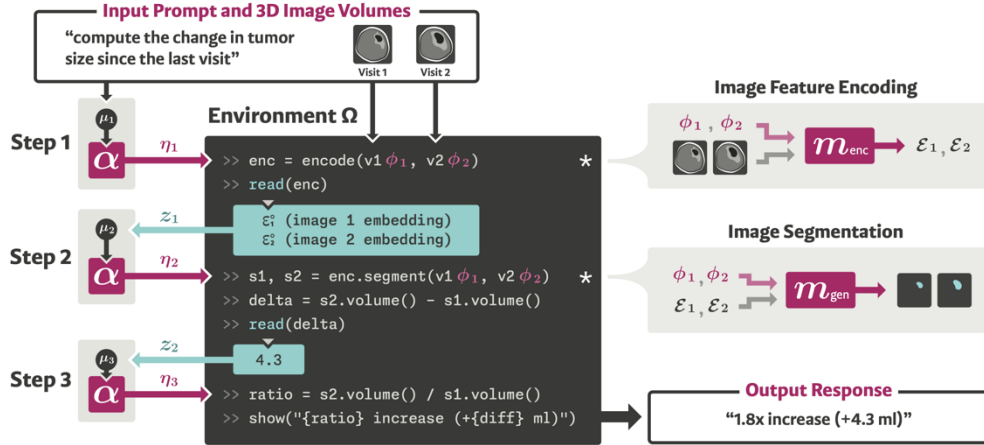 Input Prompt and 3D Image Volumes
“compute the change in tumor
size since the last visit”
Visit 1
Visit 2
Environment Ω
Step 1
μ₁
α
η₁
>> enc = encode(v1 ϕ₁, v2 ϕ₂)
*
>> read(enc)
z₁
ℰ₁° (image 1 embedding)
ℰ₂° (image 2 embedding)
Step 2
μ₂
α
η₂
>> s1, s2 = enc.segment(v1 ϕ₁, v2 ϕ₂)
*
>> delta = s2.volume() - s1.volume()
>> read(delta)
z₂
4.3
Step 3
μ₃
α
η₃
>> ratio = s2.volume() / s1.volume()
>> show("{ratio} increase (+{diff} ml)")
Image Feature Encoding
ϕ₁ , ϕ₂
m enc
ℰ₁, ℰ₂
Image Segmentation
ϕ₁, ϕ₂
ℰ₁, ℰ₂
m gen
Output Response
“1.8x increase (+4.3 ml)”